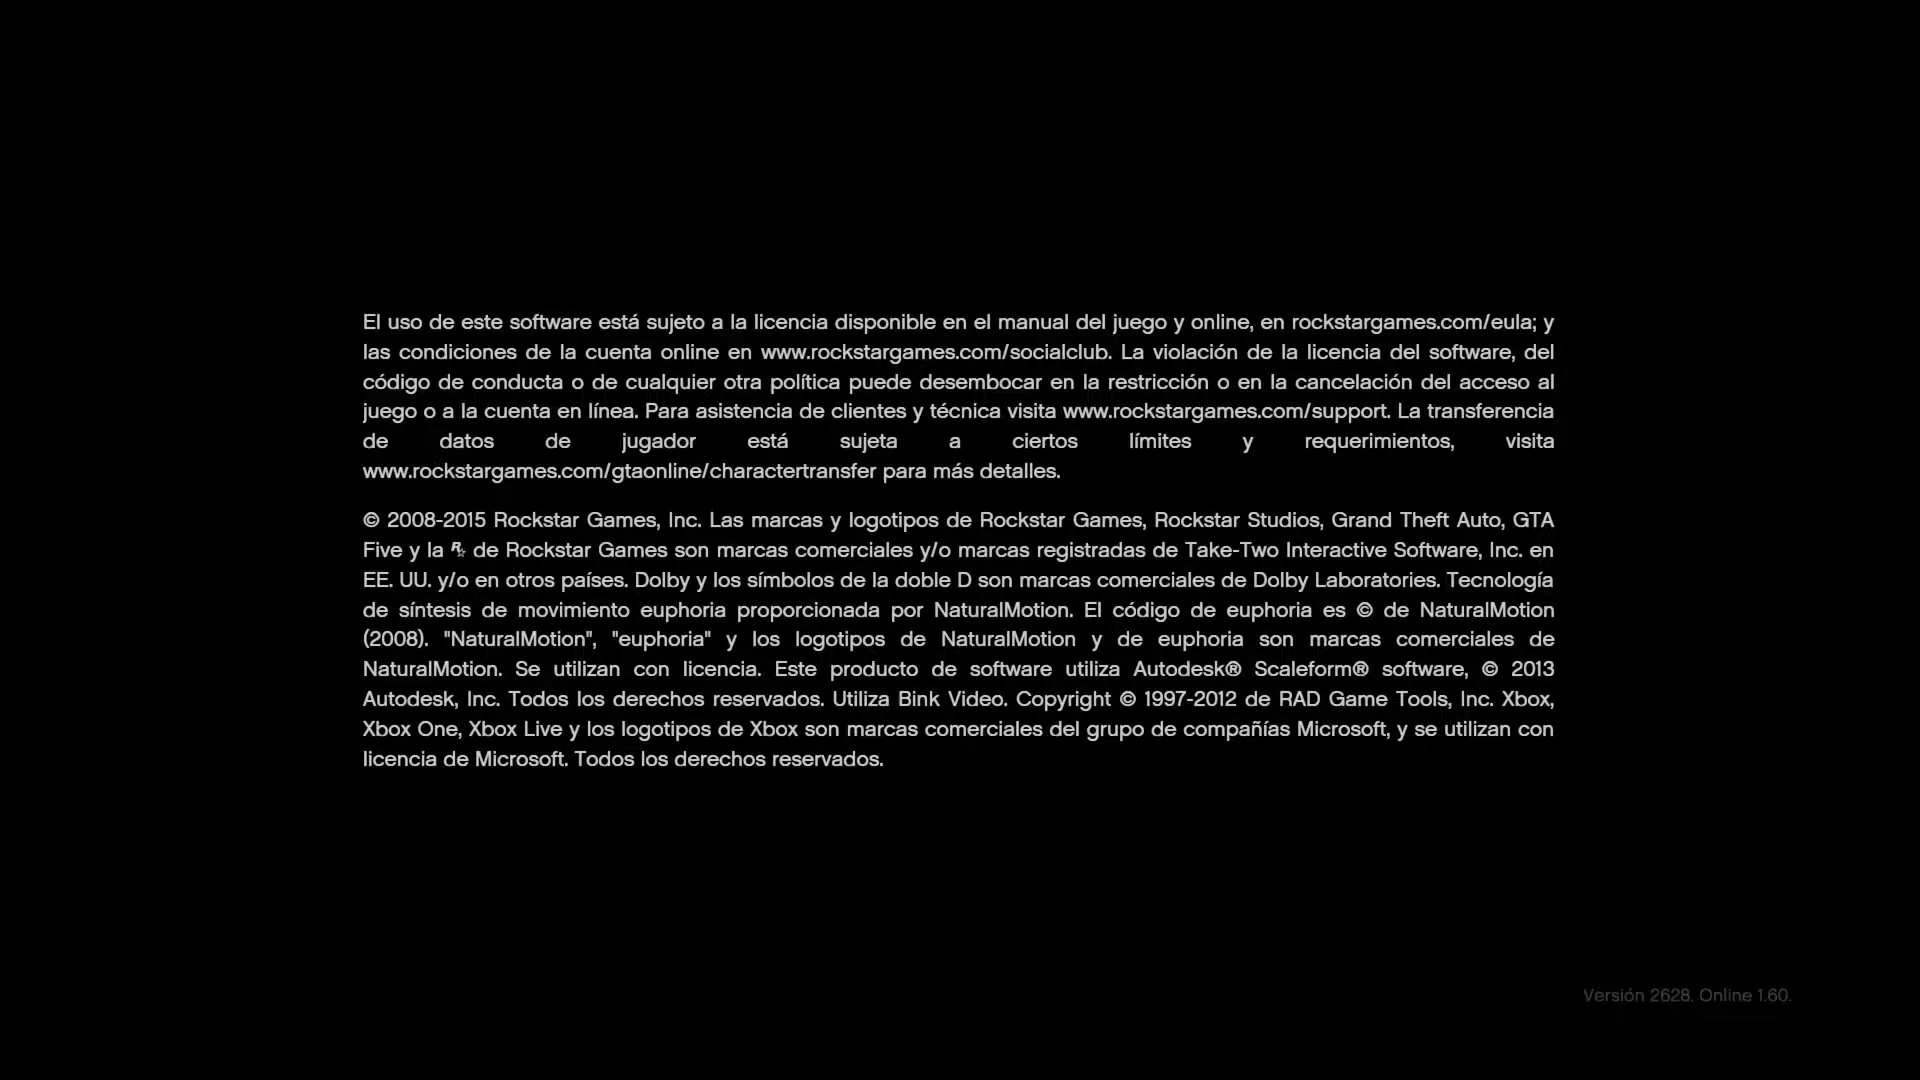 El uso de este software está sujeto a la licencia disponible en el manual del juego y online, en rockstargames.com/eula; y
las condiciones de la cuenta online en www.rockstargames.com/socialclub. La violación de la licencia del software, del
código de conducta o de cualquier otra política puede desembocar en la restricción o en la cancelación del acceso al
juego o a la cuenta en línea. Para asistencia de clientes y técnica visita www.rockstargames.com/support. La transferencia
de datos de jugador está sujeta a ciertos límites y requerimientos, visita
www.rockstargames.com/gtaonline/charactertransfer para más detalles.
© 2008-2015 Rockstar Games, Inc. Las marcas y logotipos de Rockstar Games, Rockstar Studios, Grand Theft Auto, GTA
Five y la R★ de Rockstar Games son marcas comerciales y/o marcas registradas de Take-Two Interactive Software, Inc. en
EE. UU. y/o en otros países. Dolby y los símbolos de la doble D son marcas comerciales de Dolby Laboratories. Tecnología
de síntesis de movimiento euphoria proporcionada por NaturalMotion. El código de euphoria es © de NaturalMotion
(2008). "NaturalMotion", "euphoria" y los logotipos de NaturalMotion y de euphoria son marcas comerciales de
NaturalMotion. Se utilizan con licencia. Este producto de software utiliza Autodesk® Scaleform® software, © 2013
Autodesk, Inc. Todos los derechos reservados. Utiliza Bink Video. Copyright © 1997-2012 de RAD Game Tools, Inc. Xbox,
Xbox One, Xbox Live y los logotipos de Xbox son marcas comerciales del grupo de compañías Microsoft, y se utilizan con
licencia de Microsoft. Todos los derechos reservados.
Versión 2628. Online 1.60.